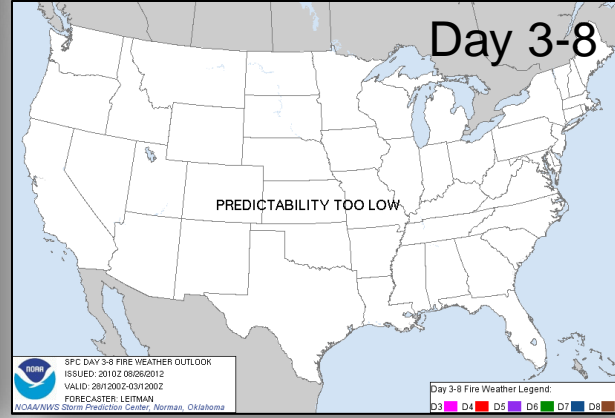 Day 3-8
PREDICTABILITY TOO LOW
NOAA
SPC DAY 3-8 FIRE WEATHER OUTLOOK
ISSUED: 2010Z 08/26/2012
VALID: 28/1200Z-03/1200Z
FORECASTER: LEITMAN
NOAA/NWS Storm Prediction Center, Norman, Oklahoma
Day 3-8 Fire Weather Legend:
D3 D4 D5 D6 D7 D8